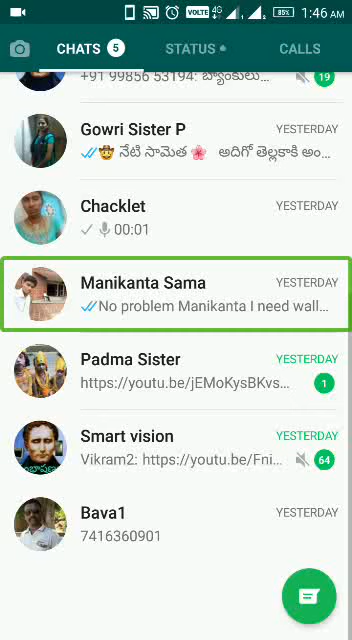 VOLTE 4G 85% 1:46 AM
CHATS 5 STATUS CALLS
+91 99856 53194: బ్యాంకులు... 19
Gowri Sister P YESTERDAY
నేటి సామెత అదిగో తెల్లకాకి అం...
Chacklet YESTERDAY
00:01
Manikanta Sama YESTERDAY
No problem Manikanta I need wall...
Padma Sister YESTERDAY
https://youtu.be/jEMoKysBKvs... 1
Smart vision YESTERDAY
Vikram2: https://youtu.be/Fni... 64
Bava1 YESTERDAY
7416360901